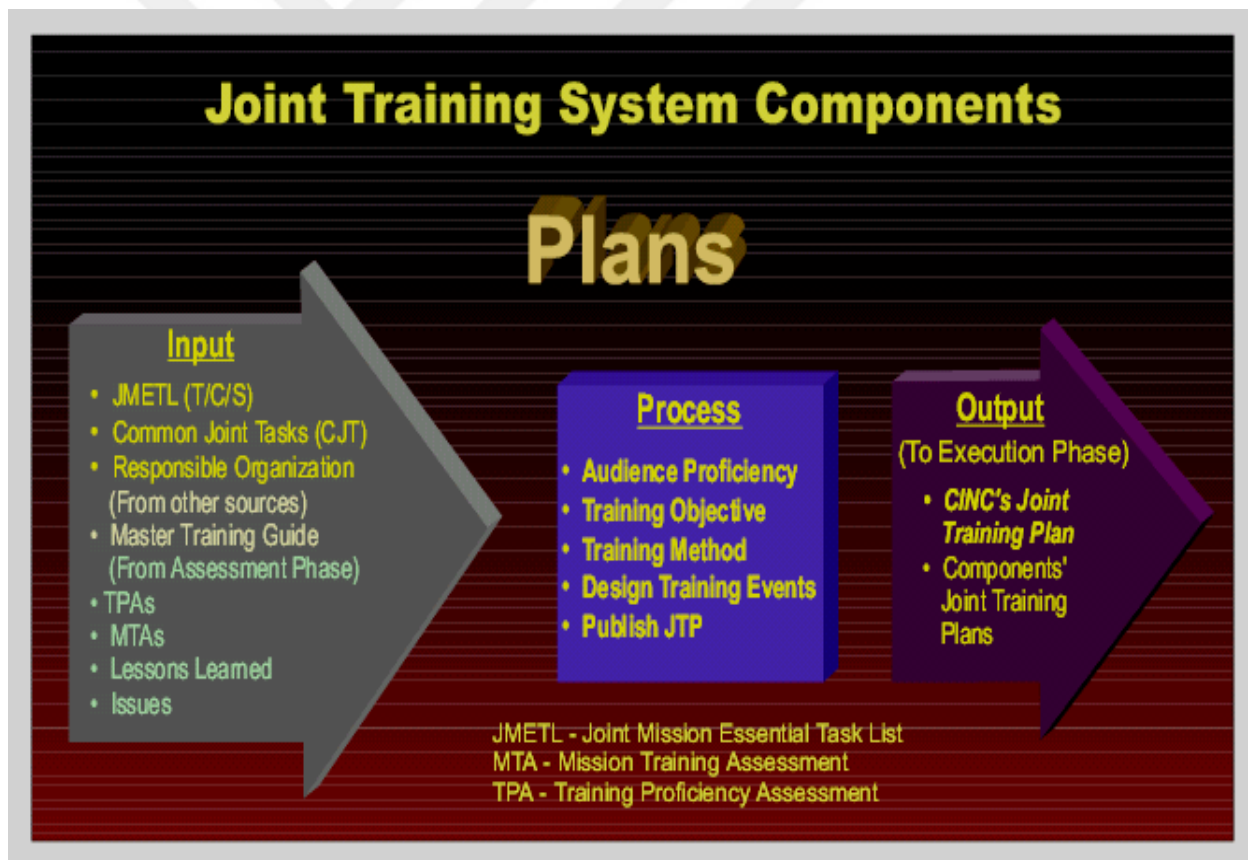 Joint Training System Components
Plans
Input
• JMETL (T/C/S)
• Common Joint Tasks (CJT)
• Responsible Organization
(From other sources)
• Master Training Guide
(From Assessment Phase)
• TPAs
• MTAs
• Lessons Learned
• Issues
Process
• Audience Proficiency
• Training Objective
• Training Method
• Design Training Events
• Publish JTP
Output
(To Execution Phase)
• CINC's Joint
Training Plan
• Components'
Joint Training
Plans
JMETL - Joint Mission Essential Task List
MTA - Mission Training Assessment
TPA - Training Proficiency Assessment